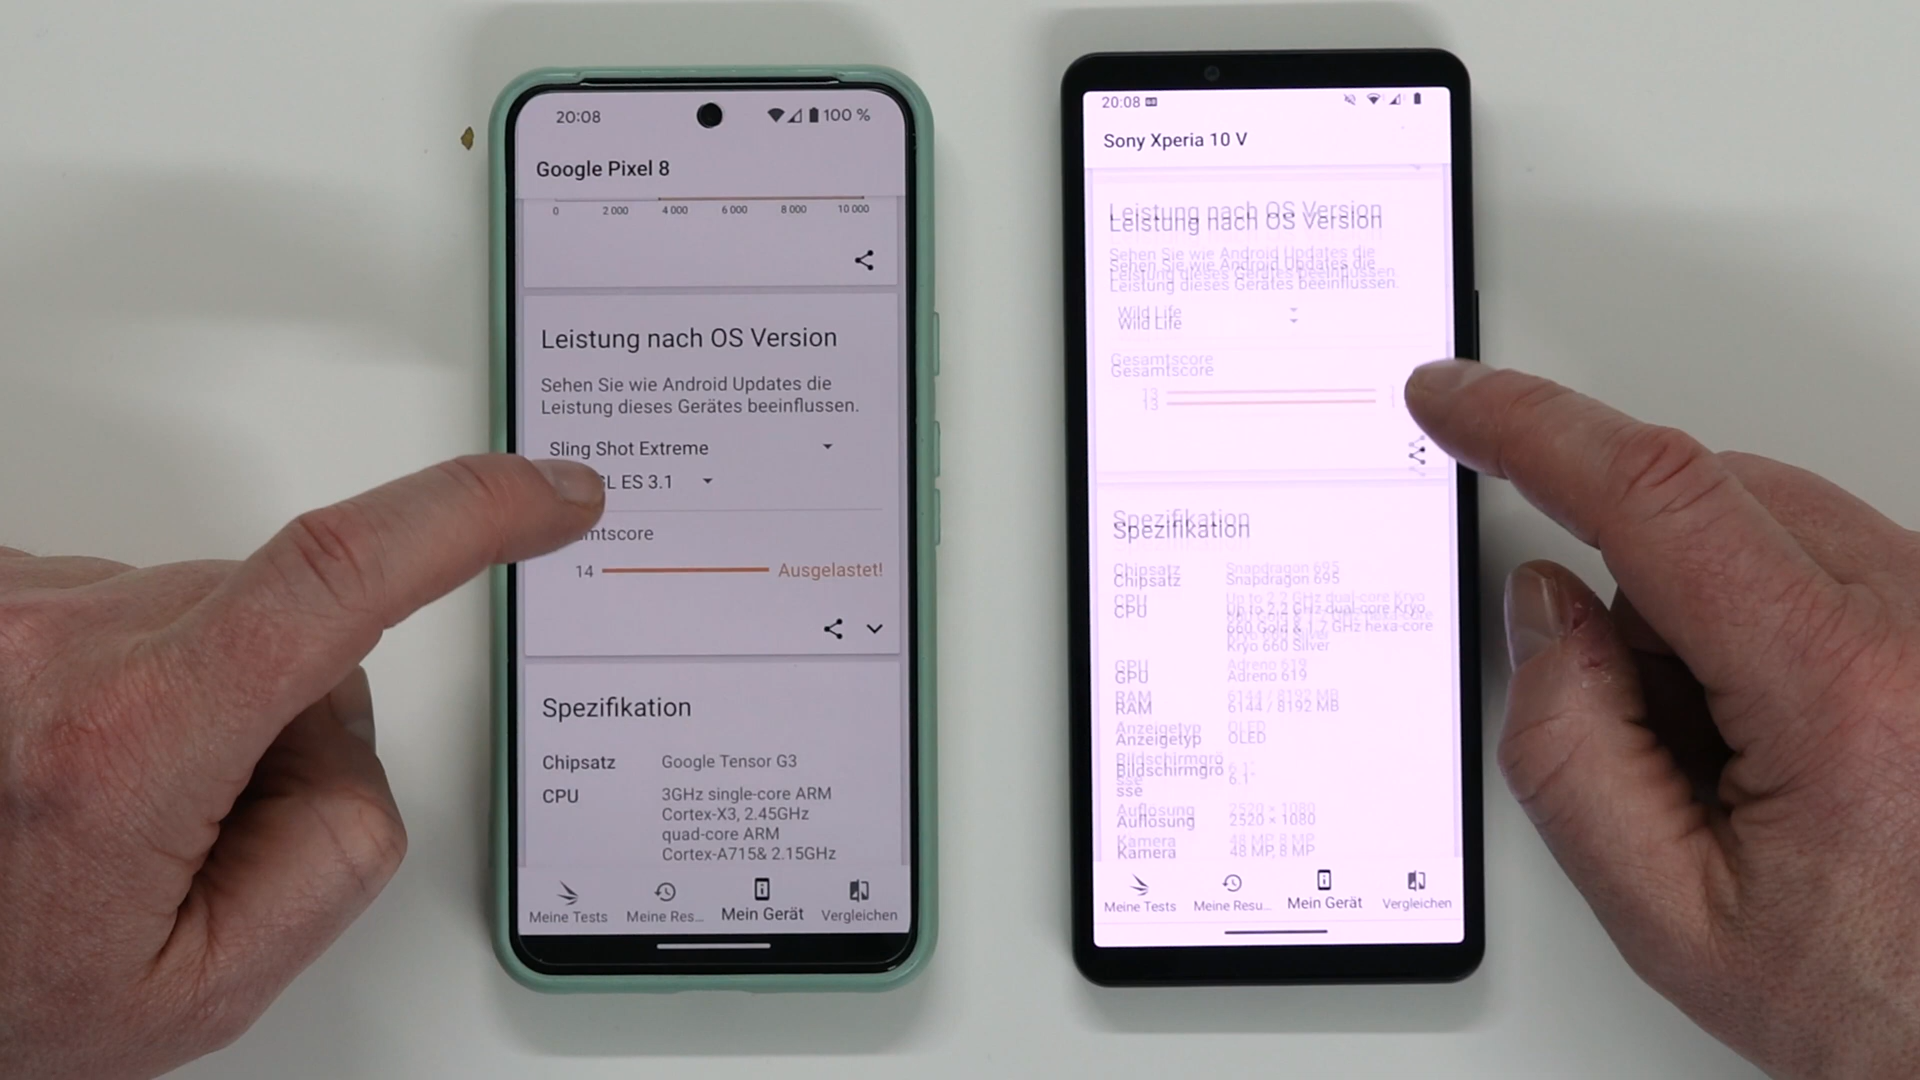 20:08
100 %
Google Pixel 8
0 2 000 4 000 6 000 8 000 10 000
Leistung nach OS Version
Sehen Sie wie Android Updates die
Leistung dieses Gerätes beeinflussen.
Sling Shot Extreme
GL ES 3.1
mtscore
14 Ausgelastet!
Spezifikation
Chipsatz Google Tensor G3
CPU 3GHz single-core ARM
Cortex-X3, 2.45GHz
quad-core ARM
Cortex-A715& 2.15GHz
Meine Tests Meine Res... Mein Gerät Vergleichen
20:08
Sony Xperia 10 V
Leistung nach OS Version
Sehen Sie wie Android Updates die
Leistung dieses Gerätes beeinflussen.
Wild Life
Gesamtscore
13
Spezifikation
Chipsatz Snapdragon 695
CPU Up to 2.2 GHz dual-core Kryo
660 Gold & 1.7 GHz hexa-core
Kryo 660 Silver
GPU Adreno 619
RAM 6144 / 8192 MB
Anzeigetyp OLED
Bildschirmgrö 6.1"
sse
Auflösung 2520 × 1080
Kamera 48 MP, 8 MP
Meine Tests Meine Resu... Mein Gerät Vergleichen